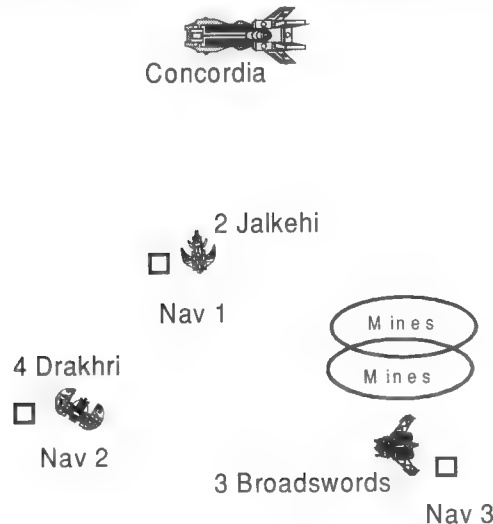 Concordia
2 Jalkehi
Nav 1
Mines
Mines
4 Drakhri
Nav 2
3 Broadswords
Nav 3